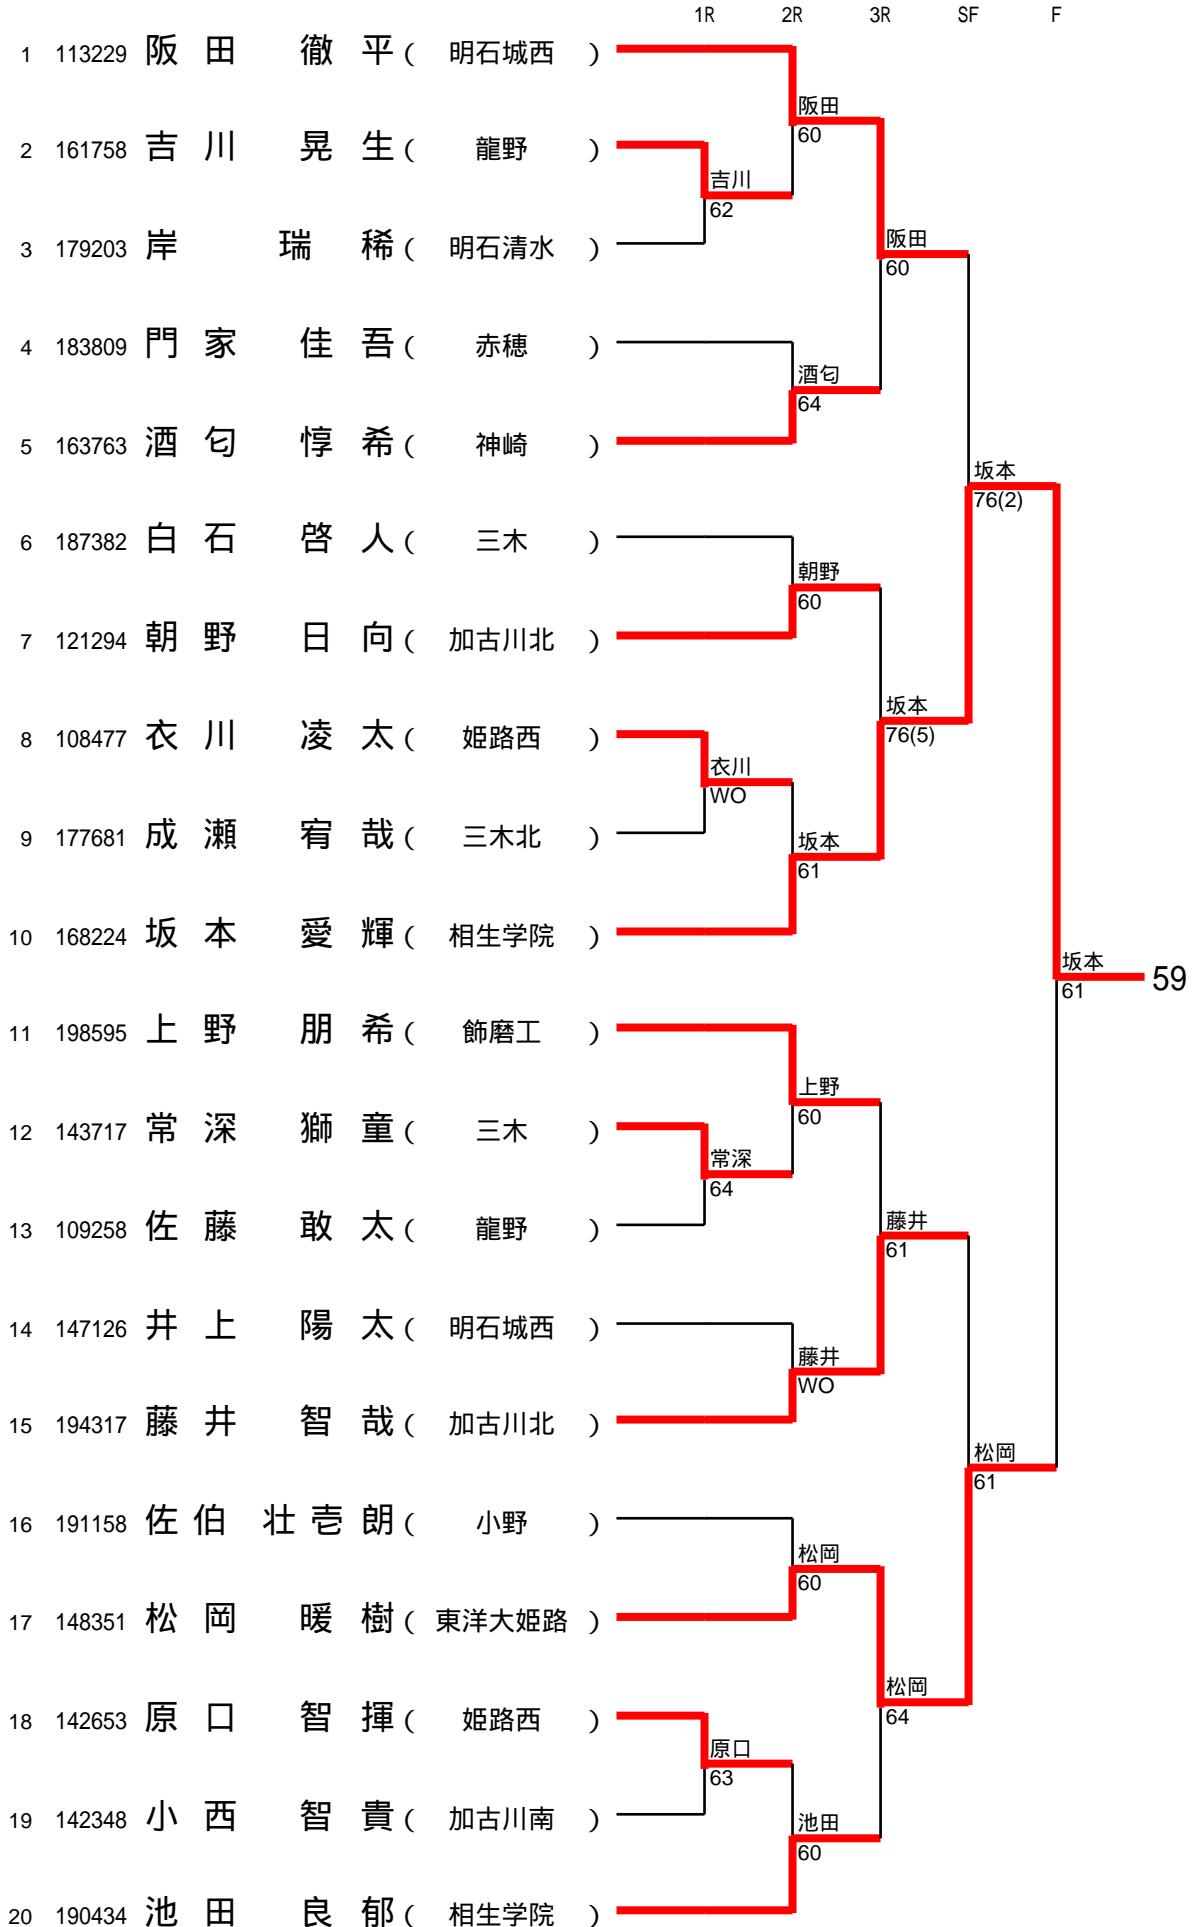 1R 2R 3R SF F
1 113229 阪田 徹平 ( 明石城西 )
阪田
60
2 161758 吉川 晃生 ( 龍野 )
吉川
62
3 179203 岸 瑞稀 ( 明石清水 )
阪田
60
4 183809 門家 佳吾 ( 赤穂 )
酒匂
64
5 163763 酒匂 惇希 ( 神崎 )
坂本
76(2)
6 187382 白石 啓人 ( 三木 )
朝野
60
7 121294 朝野 日向 ( 加古川北 )
坂本
76(5)
8 108477 衣川 凌太 ( 姫路西 )
衣川
WO
9 177681 成瀬 宥哉 ( 三木北 )
坂本
61
10 168224 坂本 愛輝 ( 相生学院 )
坂本
61
59
11 198595 上野 朋希 ( 飾磨工 )
上野
60
12 143717 常深 獅童 ( 三木 )
常深
64
13 109258 佐藤 敢太 ( 龍野 )
藤井
61
14 147126 井上 陽太 ( 明石城西 )
藤井
WO
15 194317 藤井 智哉 ( 加古川北 )
松岡
61
16 191158 佐伯 壮壱朗 ( 小野 )
松岡
60
17 148351 松岡 暖樹 ( 東洋大姫路 )
松岡
64
18 142653 原口 智揮 ( 姫路西 )
原口
63
19 142348 小西 智貴 ( 加古川南 )
池田
60
20 190434 池田 良郁 ( 相生学院 )